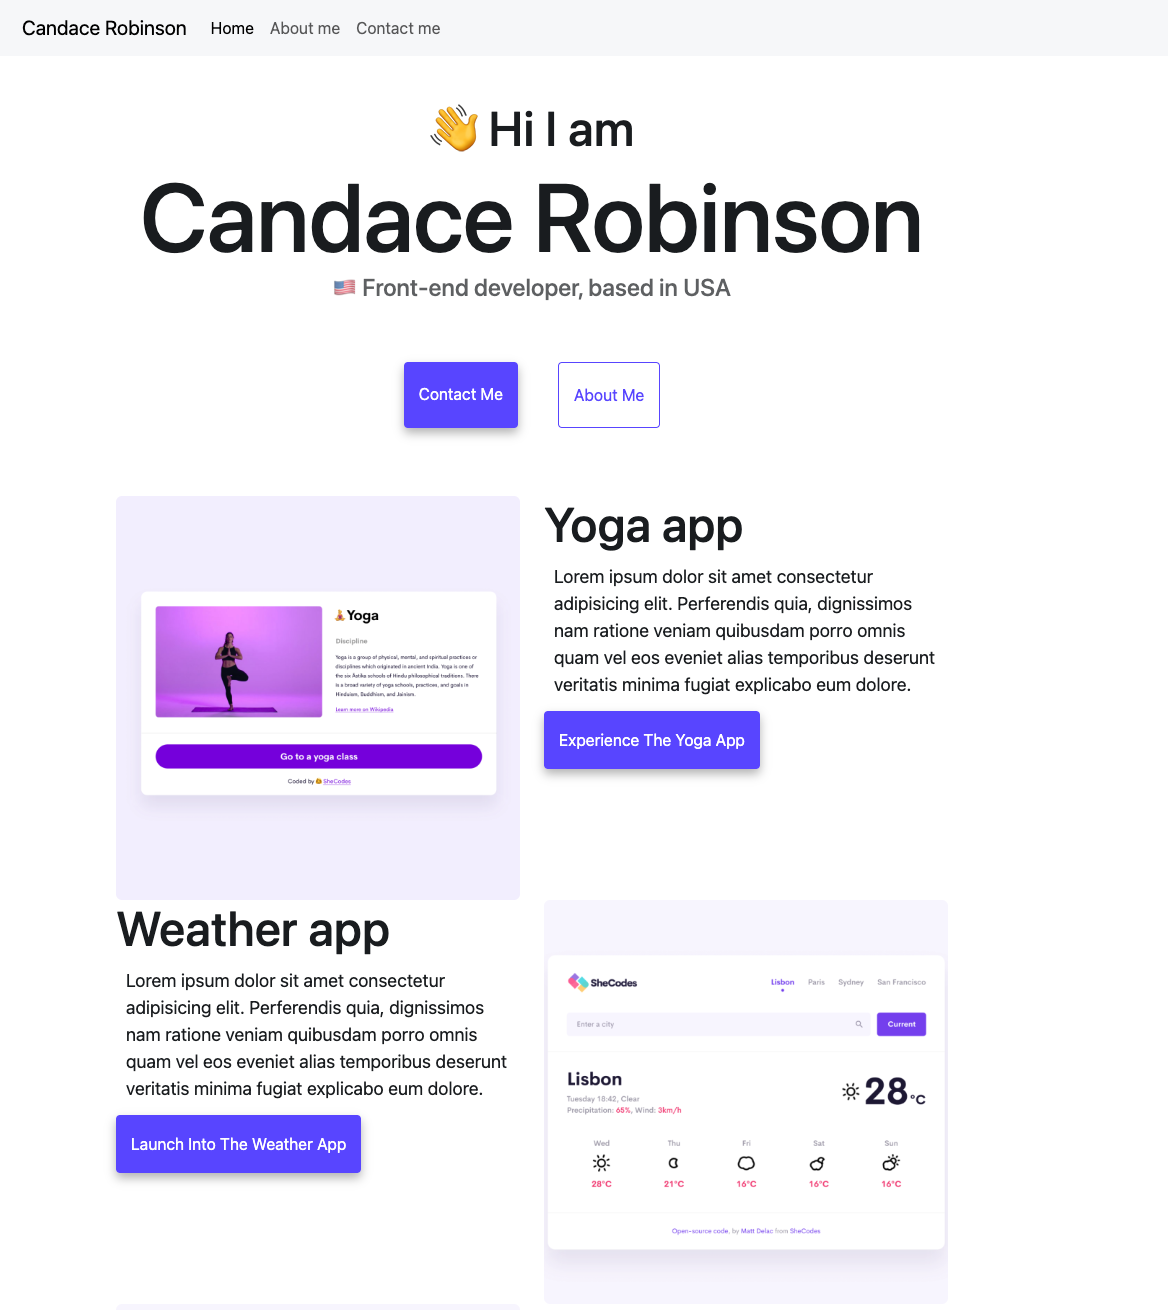 Candace Robinson Home About me Contact me
👋 Hi I am
Candace Robinson
🇺🇸 Front-end developer, based in USA
Contact Me About Me
Yoga app
Lorem ipsum dolor sit amet consectetur
adipisicing elit. Perferendis quia, dignissimos
nam ratione veniam quibusdam porro omnis
quam vel eos eveniet alias temporibus deserunt
veritatis minima fugiat explicabo eum dolore.
Experience The Yoga App
🧘Yoga
Discipline
Yoga is a group of physical, mental, and spiritual practices or
disciplines which originated in ancient India. Yoga is one of
the six Āstika schools of Hindu philosophical traditions. There
is a broad variety of yoga schools, practices, and goals in
Hinduism, Buddhism, and Jainism.
Learn more on Wikipedia
Go to a yoga class
Coded by SheCodes
Weather app
Lorem ipsum dolor sit amet consectetur
adipisicing elit. Perferendis quia, dignissimos
nam ratione veniam quibusdam porro omnis
quam vel eos eveniet alias temporibus deserunt
veritatis minima fugiat explicabo eum dolore.
Launch Into The Weather App
SheCodes Lisbon Paris Sydney San Francisco
Enter a city Current
Lisbon
Tuesday 18:42, Clear
Precipitation: 65%, Wind: 3km/h
28 °C
Wed Thu Fri Sat Sun
28°C 21°C 16°C 16°C 16°C
Open-source code, by Matt Delac from SheCodes